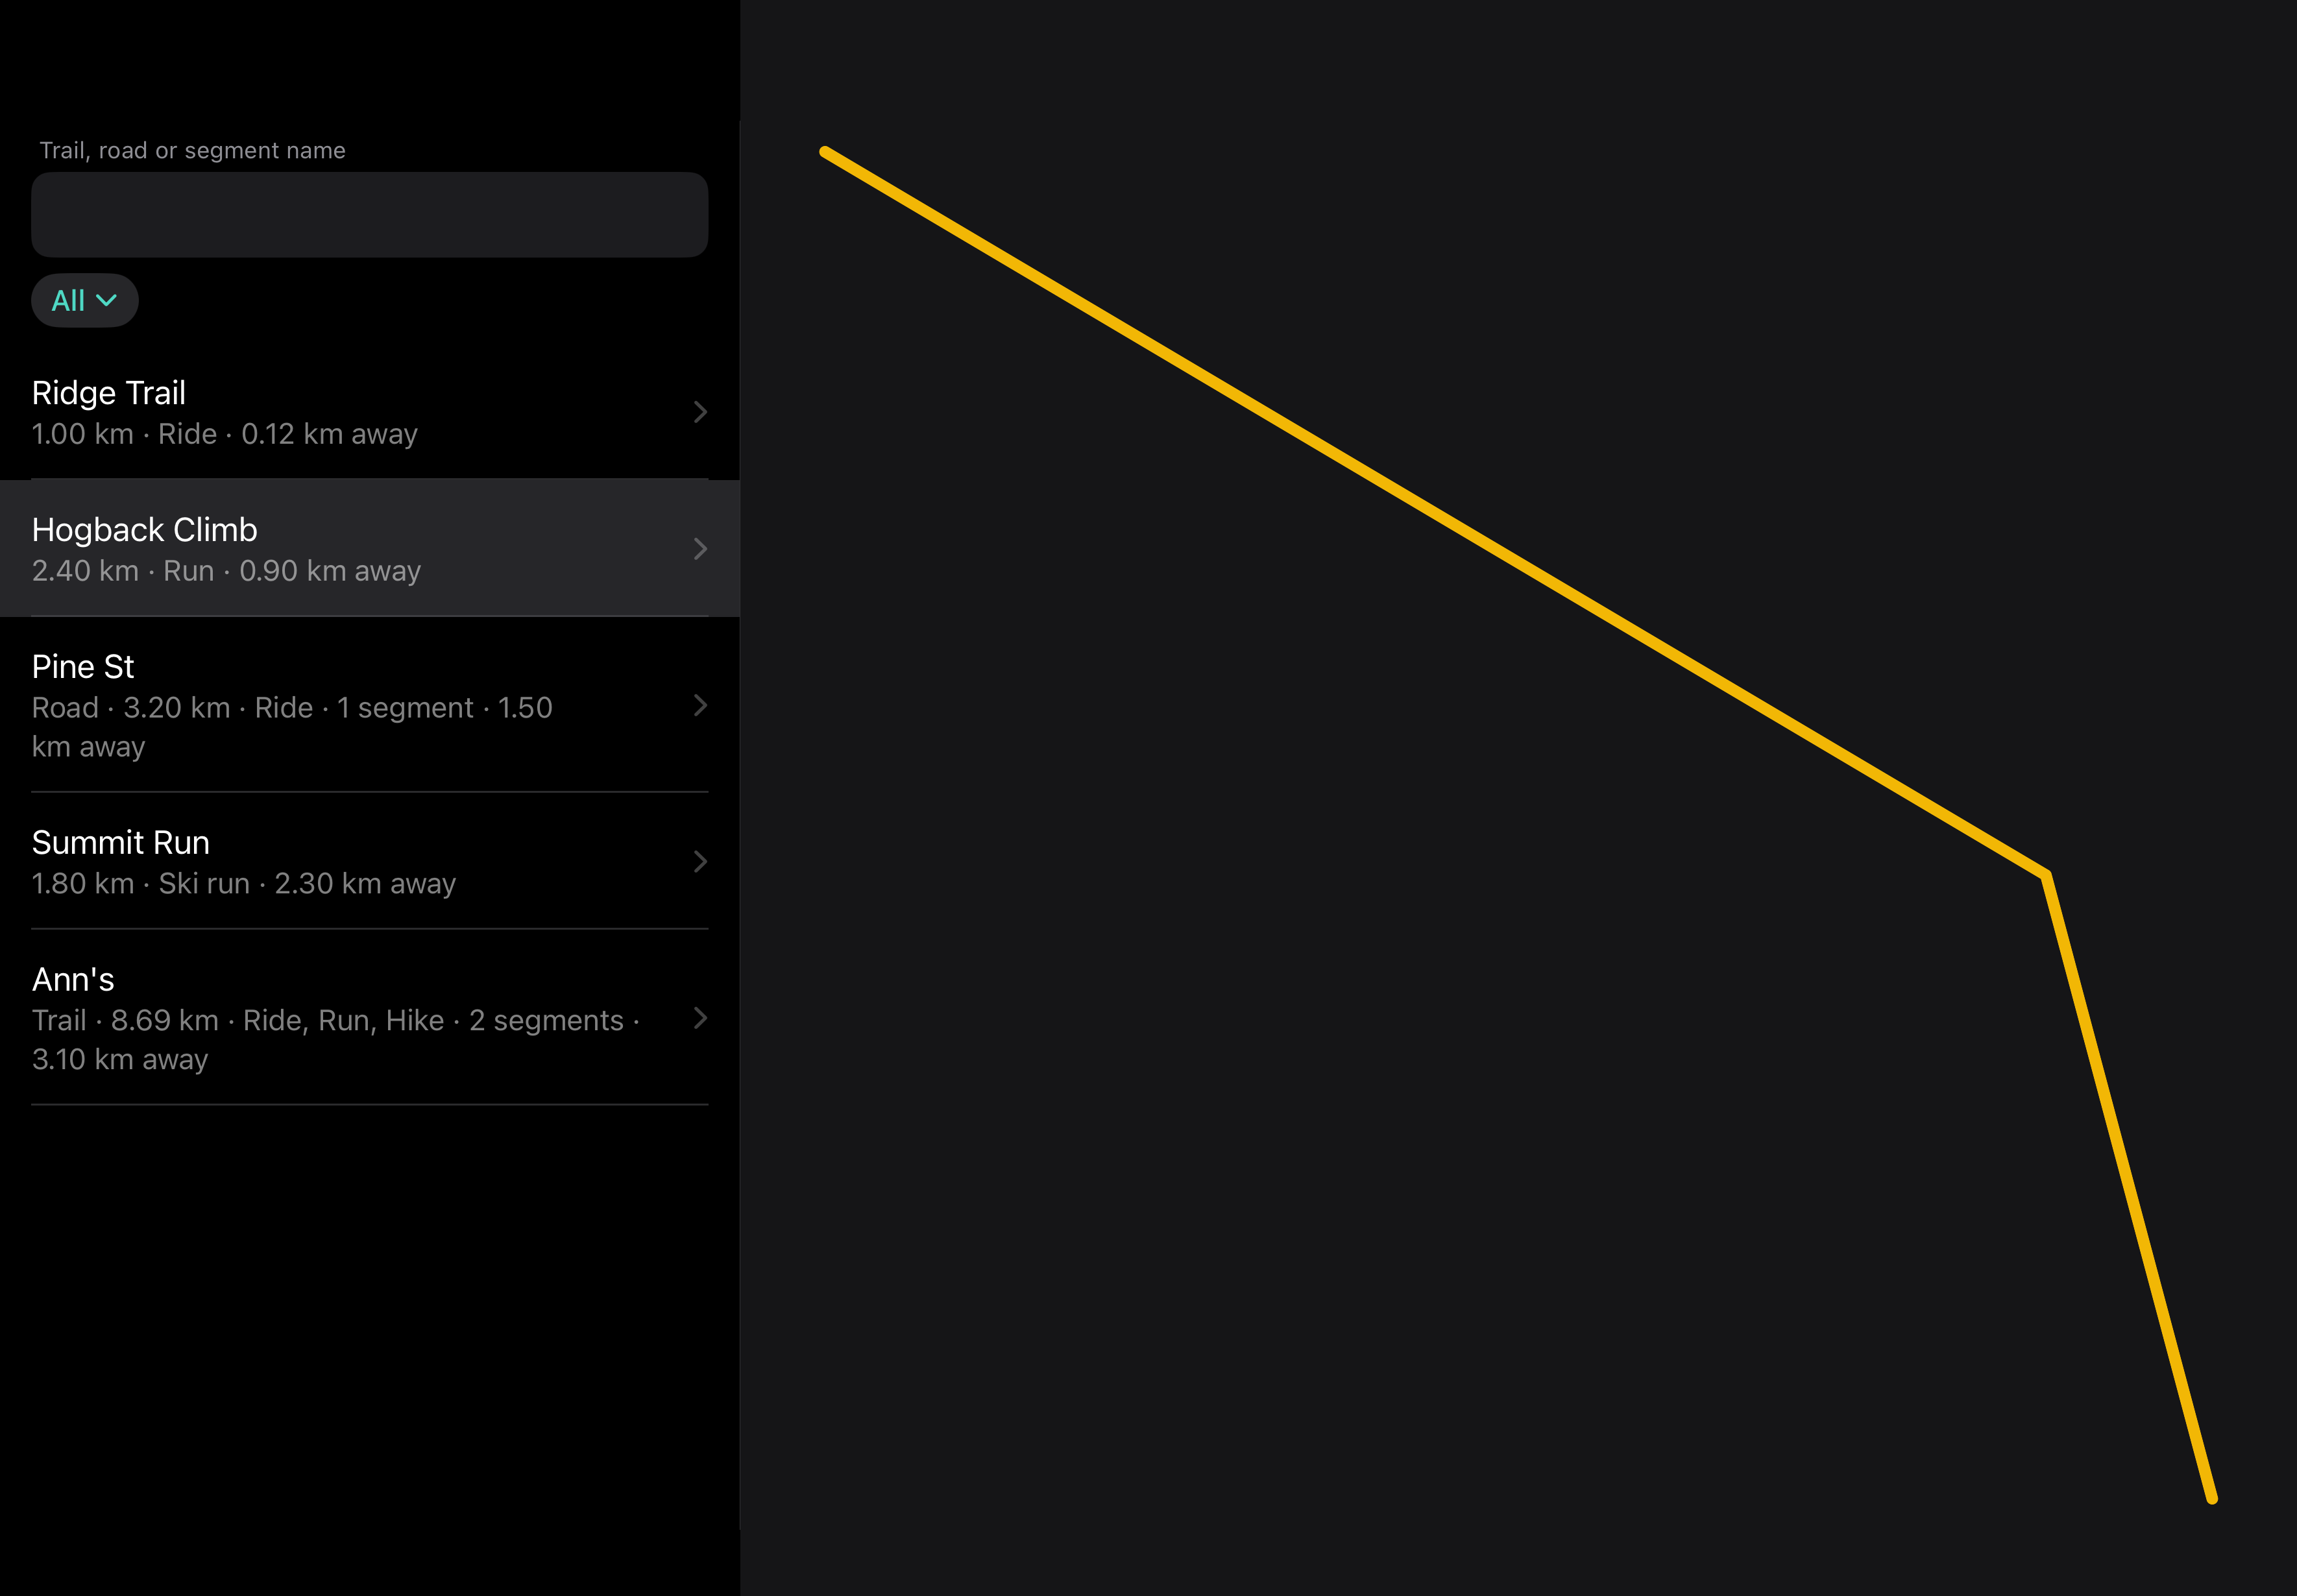 Trail, road or segment name
All
Ridge Trail
1.00 km · Ride · 0.12 km away
Hogback Climb
2.40 km · Run · 0.90 km away
Pine St
Road · 3.20 km · Ride · 1 segment · 1.50
km away
Summit Run
1.80 km · Ski run · 2.30 km away
Ann's
Trail · 8.69 km · Ride, Run, Hike · 2 segments ·
3.10 km away